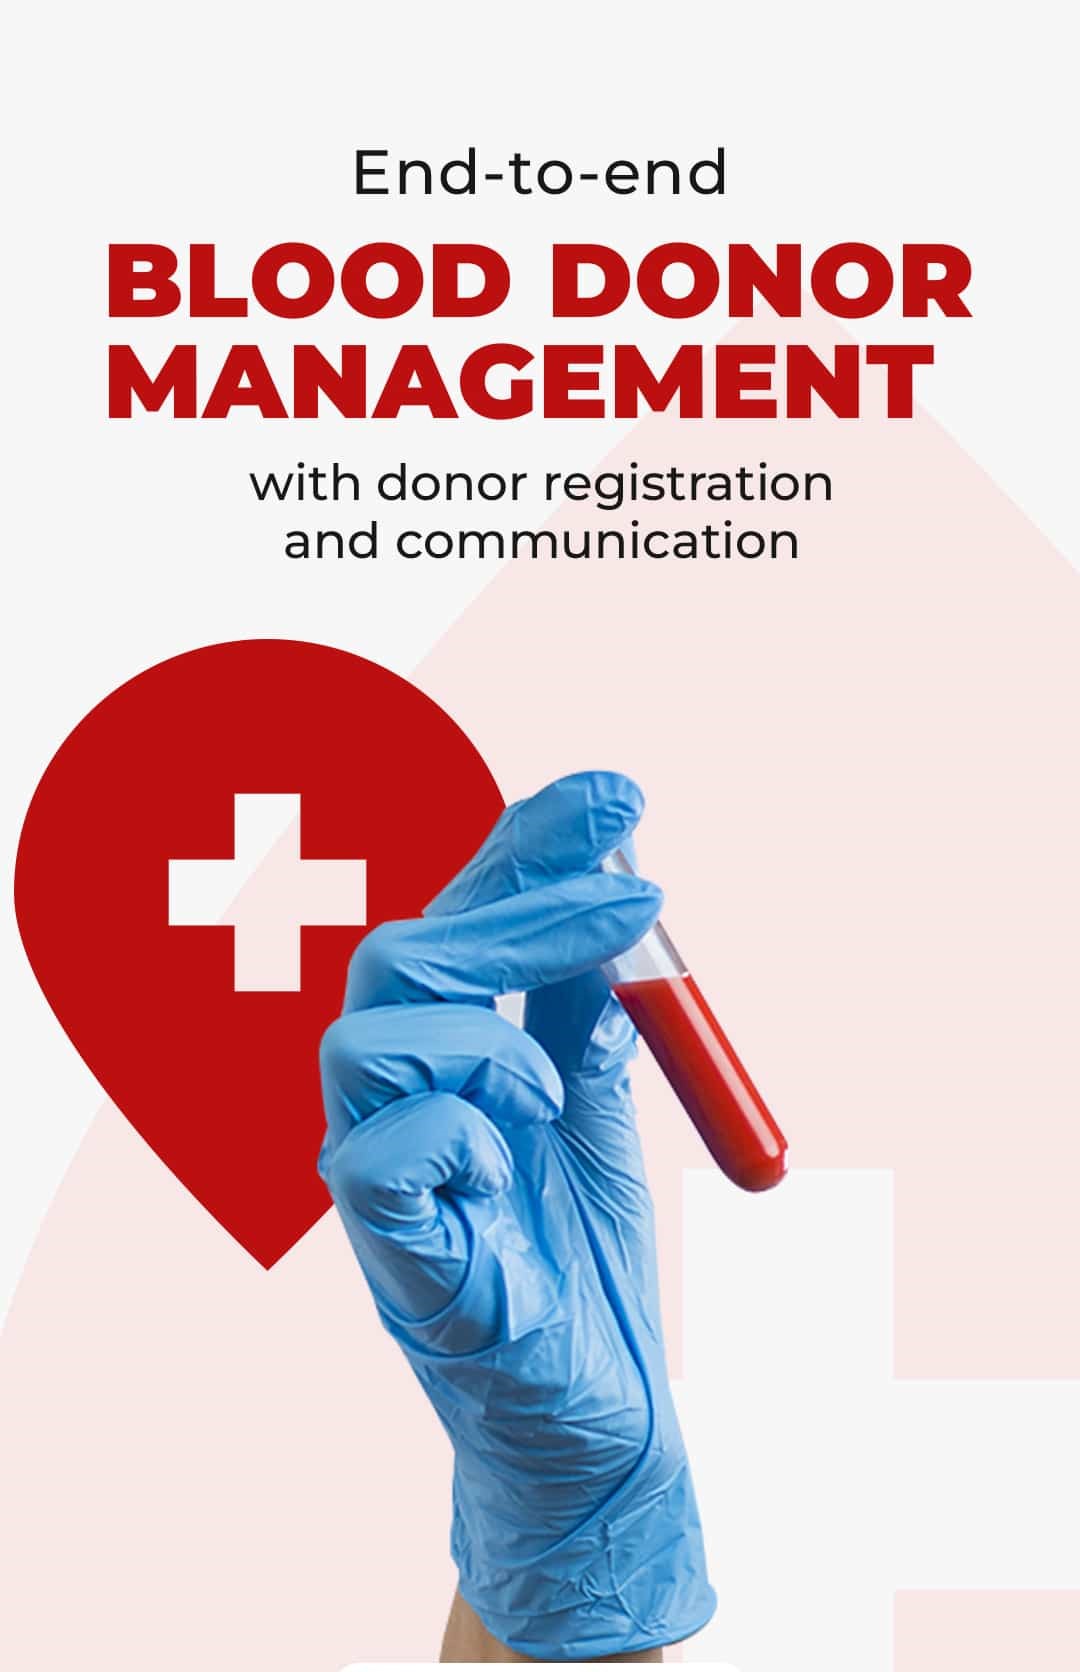 End-to-end
BLOOD DONOR
MANAGEMENT
with donor registration
and communication